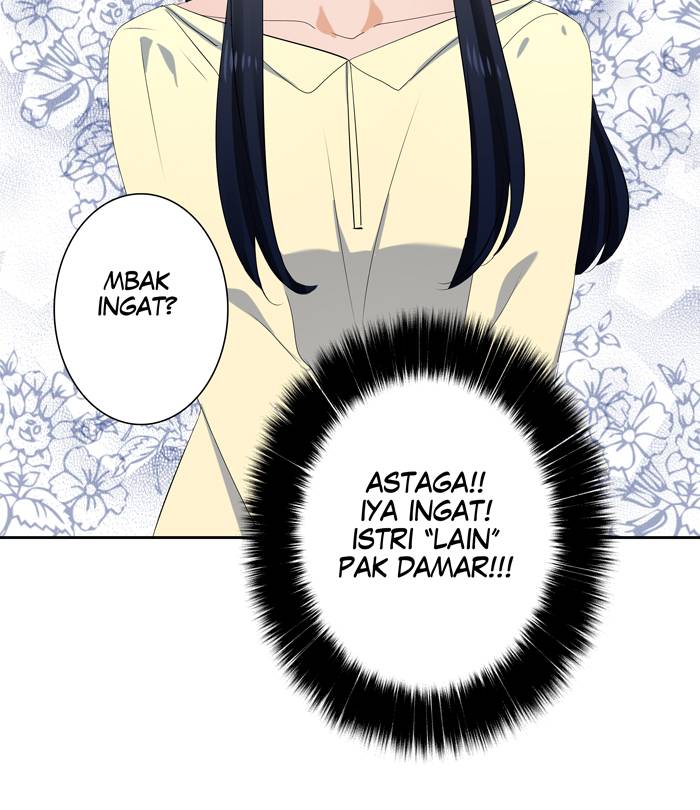 MBAK
INGAT?
ASTAGA!!
IYA INGAT!
ISTRI “LAIN”
PAK DAMAR!!!